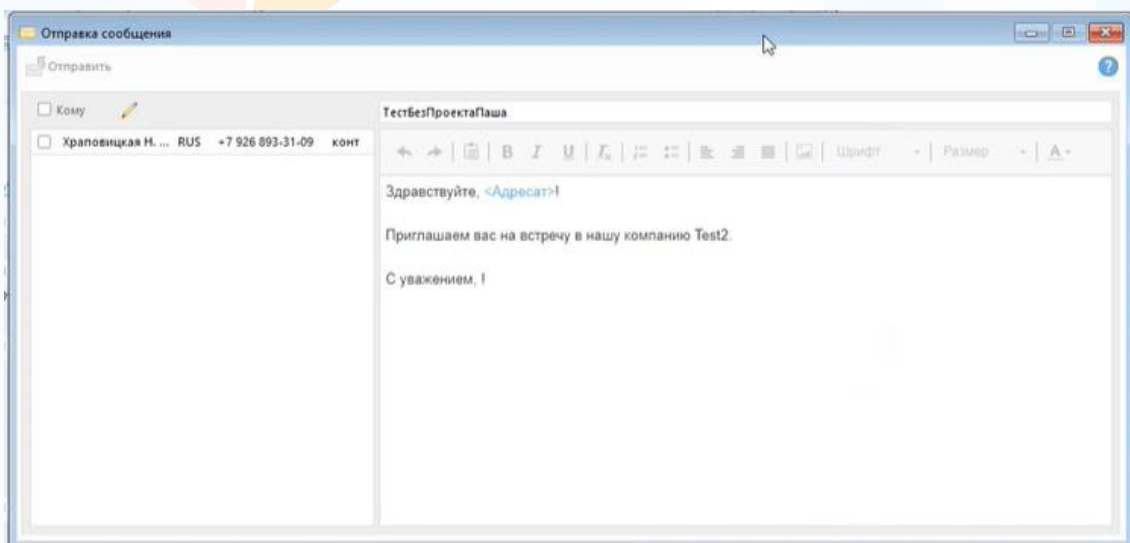 Отправка сообщения
Отправить
?
Кому
ТестБезПроектаПаша
Храповицкая Н. ... RUS +7 926 893-31-09 конт
B I U Tx Шрифт Размер A
Здравствуйте, <Адресат>!
Приглашаем вас на встречу в нашу компанию Test2.
С уважением, !